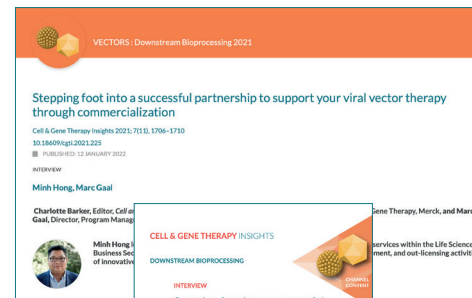 VECTORS: Downstream Bioprocessing 2021
Stepping foot into a successful partnership to support your viral vector therapy
through commercialization
Cell & Gene Therapy Insights 2021; 7(11), 1706–1710
10.18609/cgti.2021.225
PUBLISHED: 12 JANUARY 2022
INTERVIEW
Minh Hong, Marc Gaal
Charlotte Barker, Editor, Cell an
Gene Therapy, Merck, and Marc
Gaal, Director, Program Manag
Minh Hong
services within the Life Science
Business Sec
ment, and out-licensing activiti
of innovative
CELL & GENE THERAPY INSIGHTS
DOWNSTREAM BIOPROCESSING
CHANNEL
CONTENT
INTERVIEW